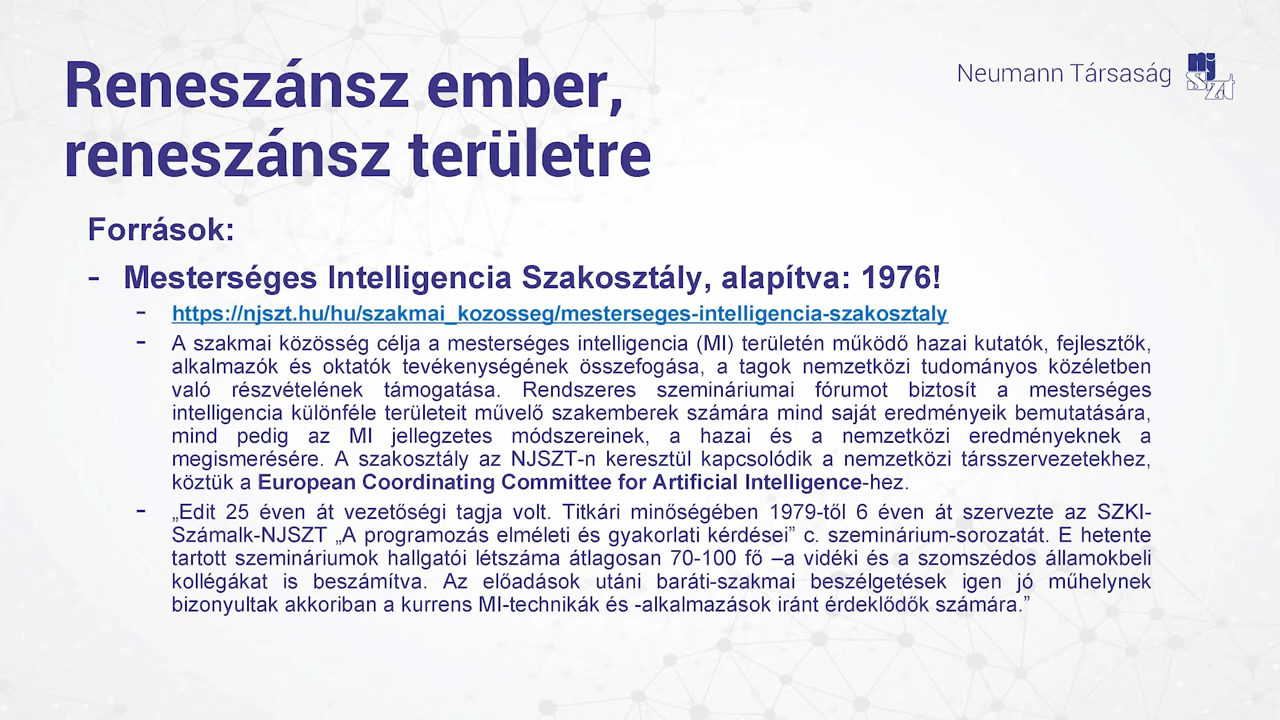 Reneszánsz ember,
reneszánsz területre
Neumann Társaság
nj
szt
Források:
- Mesterséges Intelligencia Szakosztály, alapítva: 1976!
- https://njszt.hu/hu/szakmai_kozosseg/mesterseges-intelligencia-szakosztaly
- A szakmai közösség célja a mesterséges intelligencia (MI) területén működő hazai kutatók, fejlesztők,
alkalmazók és oktatók tevékenységének összefogása, a tagok nemzetközi tudományos közéletben
való részvételének támogatása. Rendszeres szemináriumai fórumot biztosít a mesterséges
intelligencia különféle területeit művelő szakemberek számára mind saját eredményeik bemutatására,
mind pedig az MI jellegzetes módszereinek, a hazai és a nemzetközi eredményeknek a
megismerésére. A szakosztály az NJSZT-n keresztül kapcsolódik a nemzetközi társszervezetekhez,
köztük a European Coordinating Committee for Artificial Intelligence-hez.
- „Edit 25 éven át vezetőségi tagja volt. Titkári minőségében 1979-től 6 éven át szervezte az SZKI-
Számalk-NJSZT „A programozás elméleti és gyakorlati kérdései” c. szeminárium-sorozatát. E hetente
tartott szemináriumok hallgatói létszáma átlagosan 70-100 fő –a vidéki és a szomszédos államokbeli
kollégákat is beszámítva. Az előadások utáni baráti-szakmai beszélgetések igen jó műhelynek
bizonyultak akkoriban a kurrens MI-technikák és -alkalmazások iránt érdeklődők számára.”